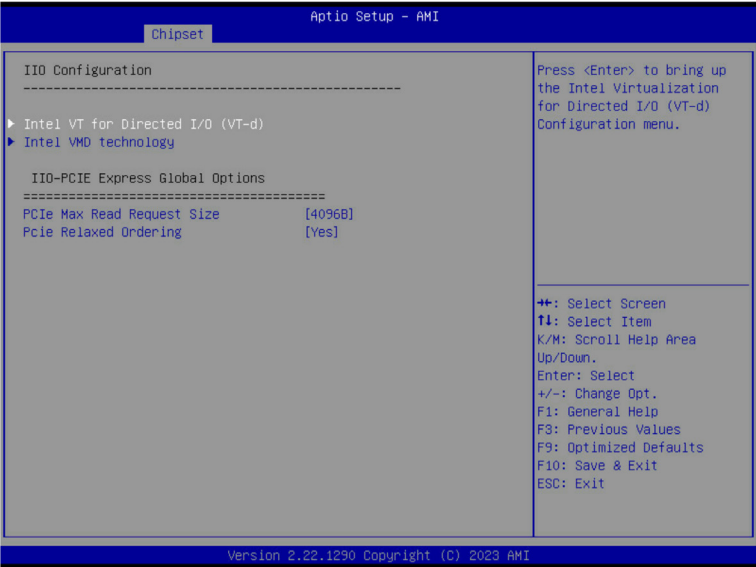 Aptio Setup – AMI
Chipset
IIO Configuration
------------------------------------------------
Intel VT for Directed I/O (VT-d)
Intel VMD technology
IIO-PCIE Express Global Options
=======================================
PCIe Max Read Request Size [4096B]
Pcie Relaxed Ordering [Yes]
Press <Enter> to bring up
the Intel Virtualization
for Directed I/O (VT-d)
Configuration menu.
→←: Select Screen
↑↓: Select Item
K/M: Scroll Help Area
Up/Down.
Enter: Select
+/-: Change Opt.
F1: General Help
F3: Previous Values
F9: Optimized Defaults
F10: Save & Exit
ESC: Exit
Version 2.22.1290 Copyright (C) 2023 AMI